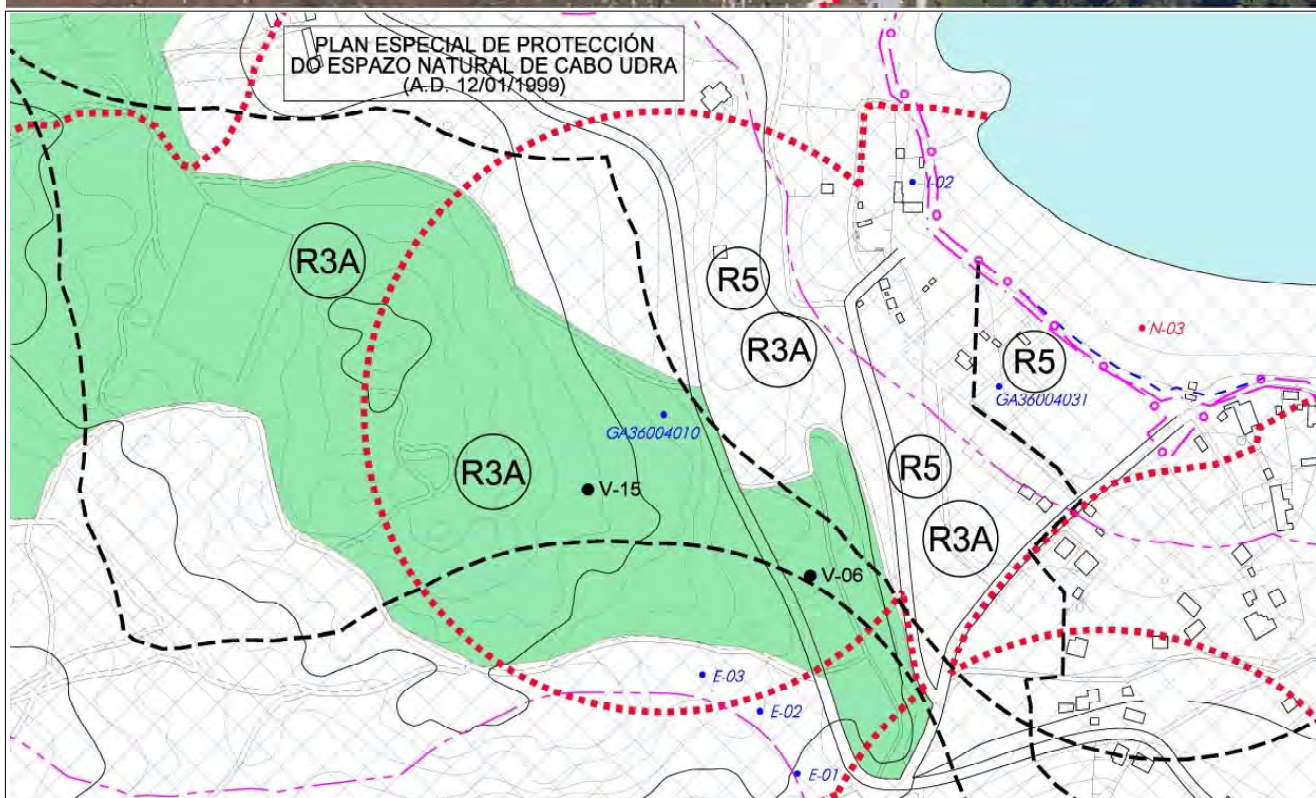 PLAN ESPECIAL DE PROTECCIÓN
DO ESPAZO NATURAL DE CABO UDRA
(A.D. 12/01/1999)
I-02
R3A
R5
N-03
R3A
R5
GA36004031
GA36004010
R3A
R5
V-15
R3A
V-06
E-03
E-02
E-01